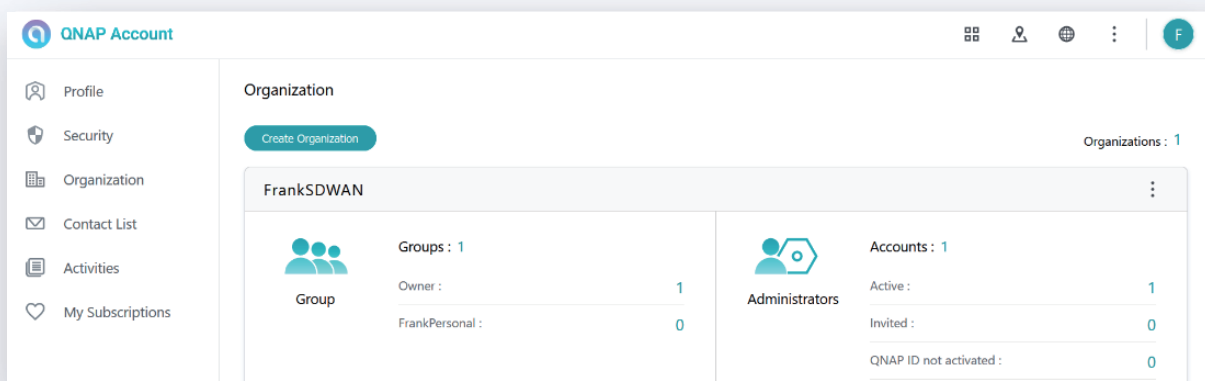 QNAP Account
F
Profile
Security
Organization
Contact List
Activities
My Subscriptions
Organization
Create Organization
Organizations : 1
FrankSDWAN
Group
Groups : 1
Owner : 1
FrankPersonal : 0
Administrators
Accounts : 1
Active : 1
Invited : 0
QNAP ID not activated : 0